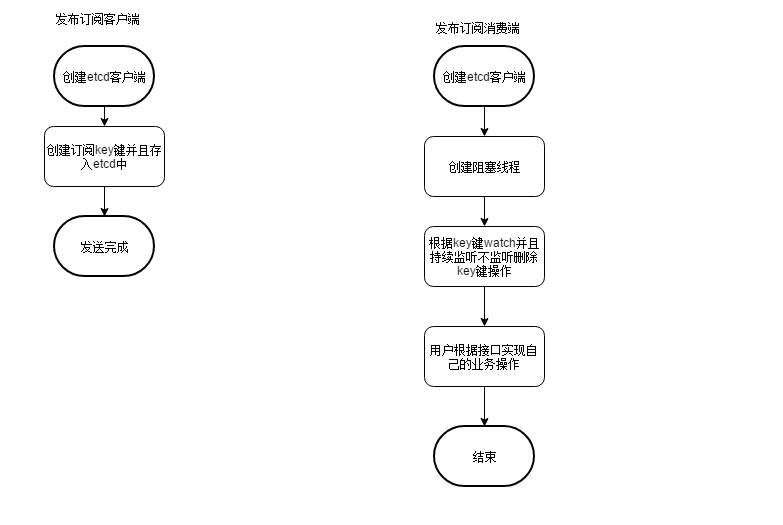 发布订阅客户端
创建etcd客户端
创建订阅key键并且存
入etcd中
发送完成
发布订阅消费端
创建etcd客户端
创建阻塞线程
根据key键watch并且
持续监听不监听删除
key键操作
用户根据接口实现自
己的业务操作
结束